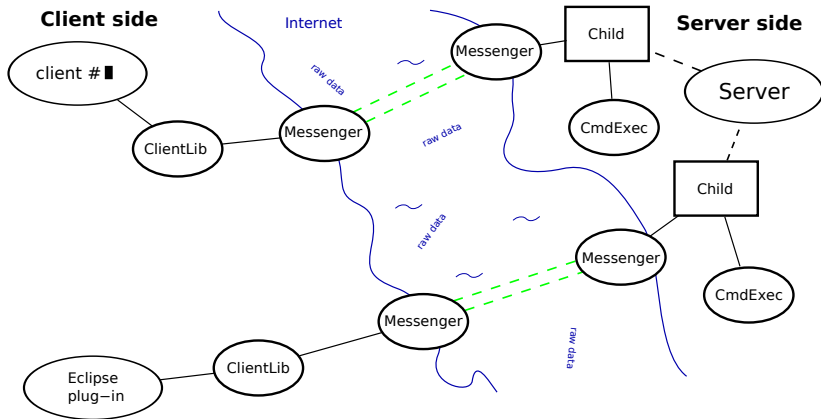 Client side
Internet
Server side
client #
raw data
Messenger
Child
Server
Messenger
ClientLib
raw data
CmdExec
Child
raw data
Messenger
CmdExec
Messenger
raw data
ClientLib
Eclipse
plug−in